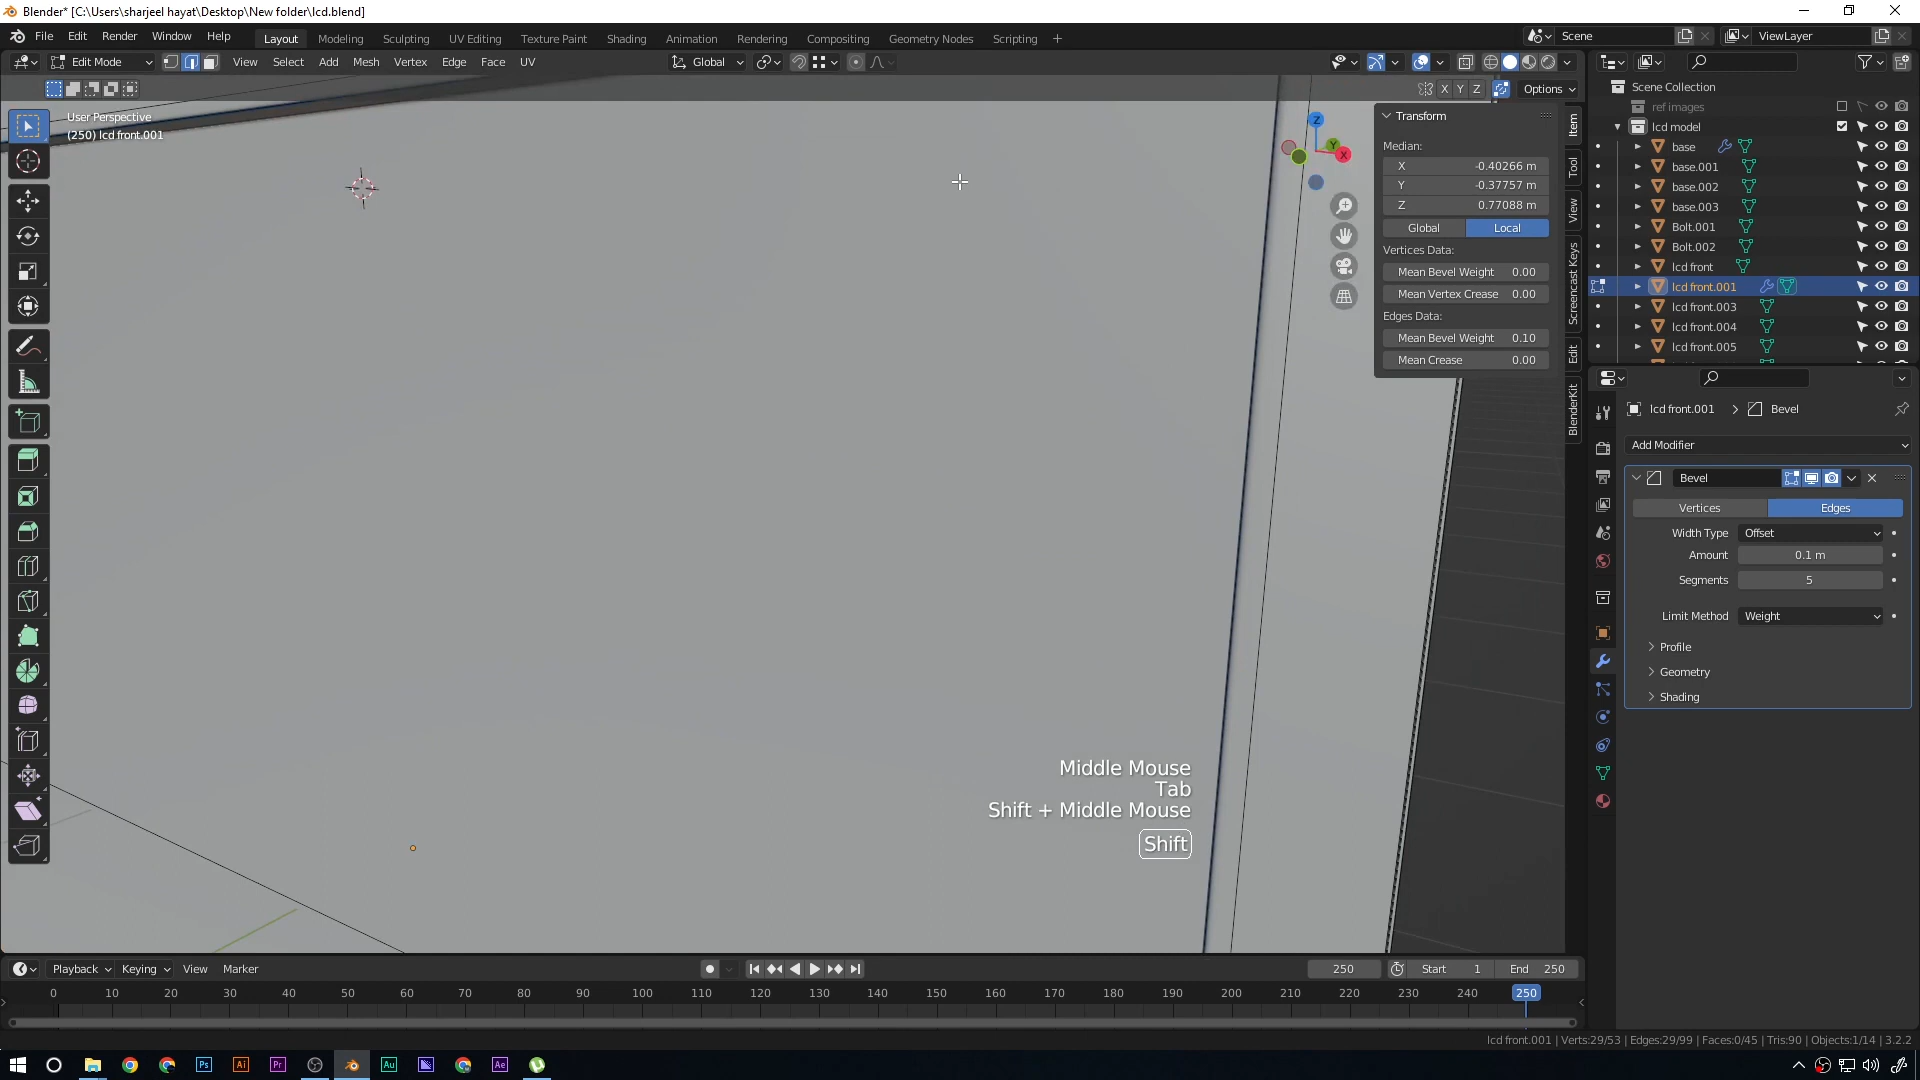 Blender* [C:\Users\sharjeel hayat\Desktop\New folder\lcd.blend]
File Edit Render Window Help Layout Modeling Sculpting UV Editing Texture Paint Shading Animation Rendering Compositing Geometry Nodes Scripting + Scene ViewLayer
Edit Mode View Select Add Mesh Vertex Edge Face UV Global
X Y Z Options
Scene Collection
User Perspective
(250) lcd front.001
Transform
Median:
X -0.40266 m
Y -0.37757 m
Z 0.77088 m
Global Local
Vertices Data:
Mean Bevel Weight 0.00
Mean Vertex Crease 0.00
Edges Data:
Mean Bevel Weight 0.10
Mean Crease 0.00
Z
Y
X
Item
Tool
View
Screencast Keys
Edit
BlenderKit
ref images
lcd model
base
base.001
base.002
base.003
Bolt.001
Bolt.002
lcd front
lcd front.001
lcd front.003
lcd front.004
lcd front.005
lcd front.001 Bevel
Add Modifier
Bevel
Vertices Edges
Width Type Offset
Amount 0.1 m
Segments 5
Limit Method Weight
Profile
Geometry
Shading
Middle Mouse
Tab
Shift + Middle Mouse
Shift
Playback Keying View Marker 250 Start 1 End 250
0 10 20 30 40 50 60 70 80 90 100 110 120 130 140 150 160 170 180 190 200 210 220 230 240 250
lcd front.001 | Verts:29/53 | Edges:29/99 | Faces:0/45 | Tris:90 | Objects:1/14 | 3.2.2
Ps Ai Pr Au Ae